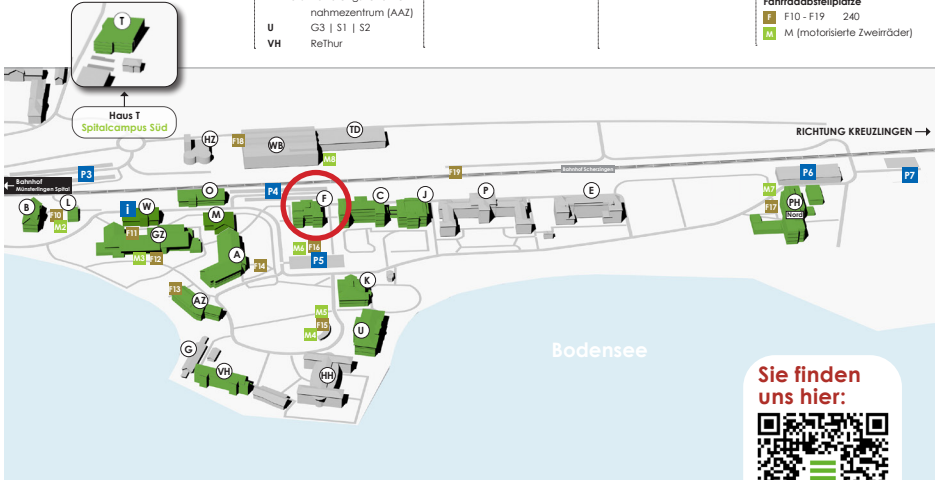 nahmezentrum (AAZ)
U G3 | S1 | S2
VH ReThur
Fahrradabstellplätze
F F10 - F19 240
M M (motorisierte Zweiräder)
T
Haus T
Spitalcampus Süd
RICHTUNG KREUZLINGEN
HZ
F18
WB
TD
M8
Bahnhof Scherzingen
F19
P3
P4
P6
P7
Bahnhof
Münsterlingen Spital
B
L
F10
M2
i
W
O
M
F
C
J
P
E
M7
F17
PH
Nord
F11
GZ
M3
F12
A
F14
M6
F16
P5
F13
AZ
K
M5
F15
M4
U
G
VH
HH
Bodensee
Sie finden
uns hier: